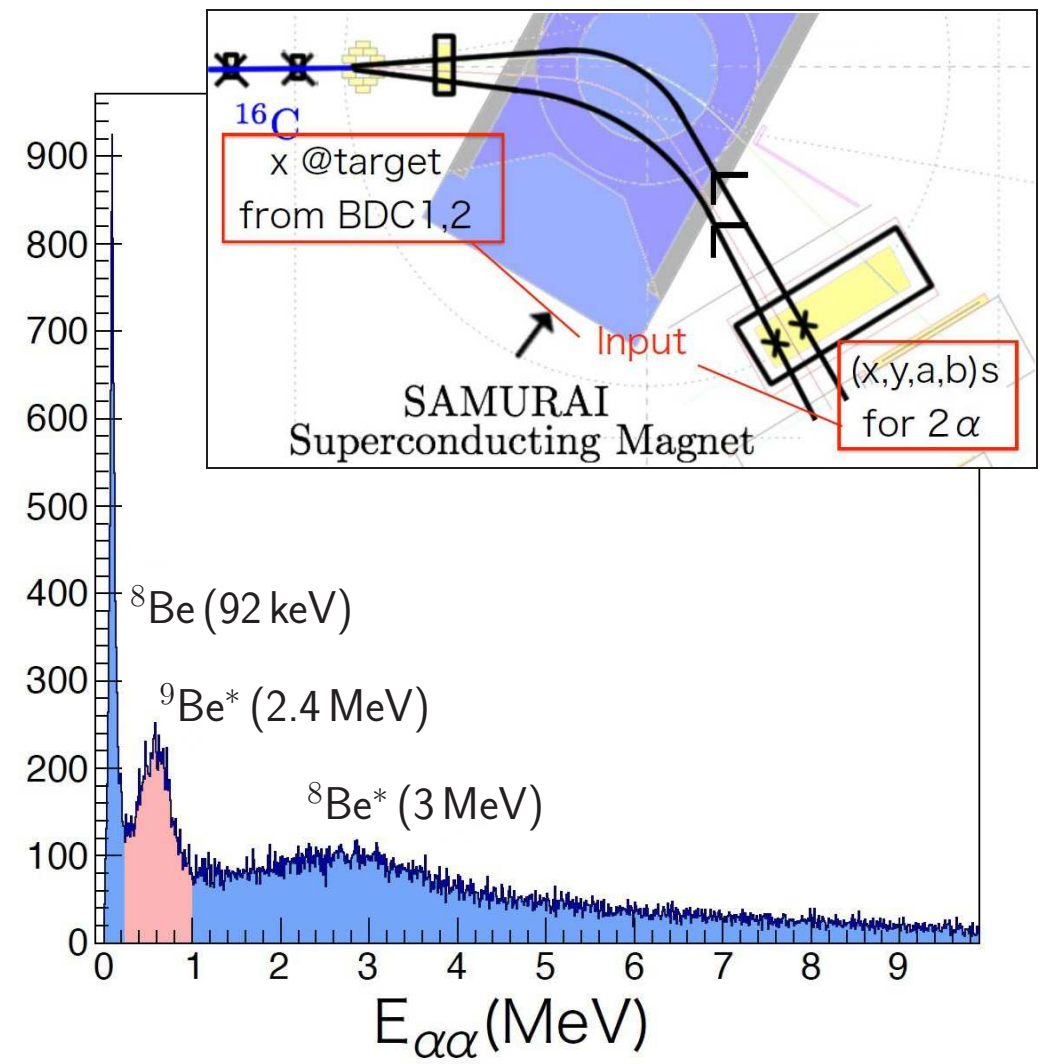 ¹⁶C
x @target
from BDC1,2
Input
(x,y,a,b)s
for 2α
SAMURAI
Superconducting Magnet
900
800
700
600
500
400
300
200
100
0
⁸Be (92 keV)
⁹Be* (2.4 MeV)
⁸Be* (3 MeV)
0 1 2 3 4 5 6 7 8 9
E_αα(MeV)